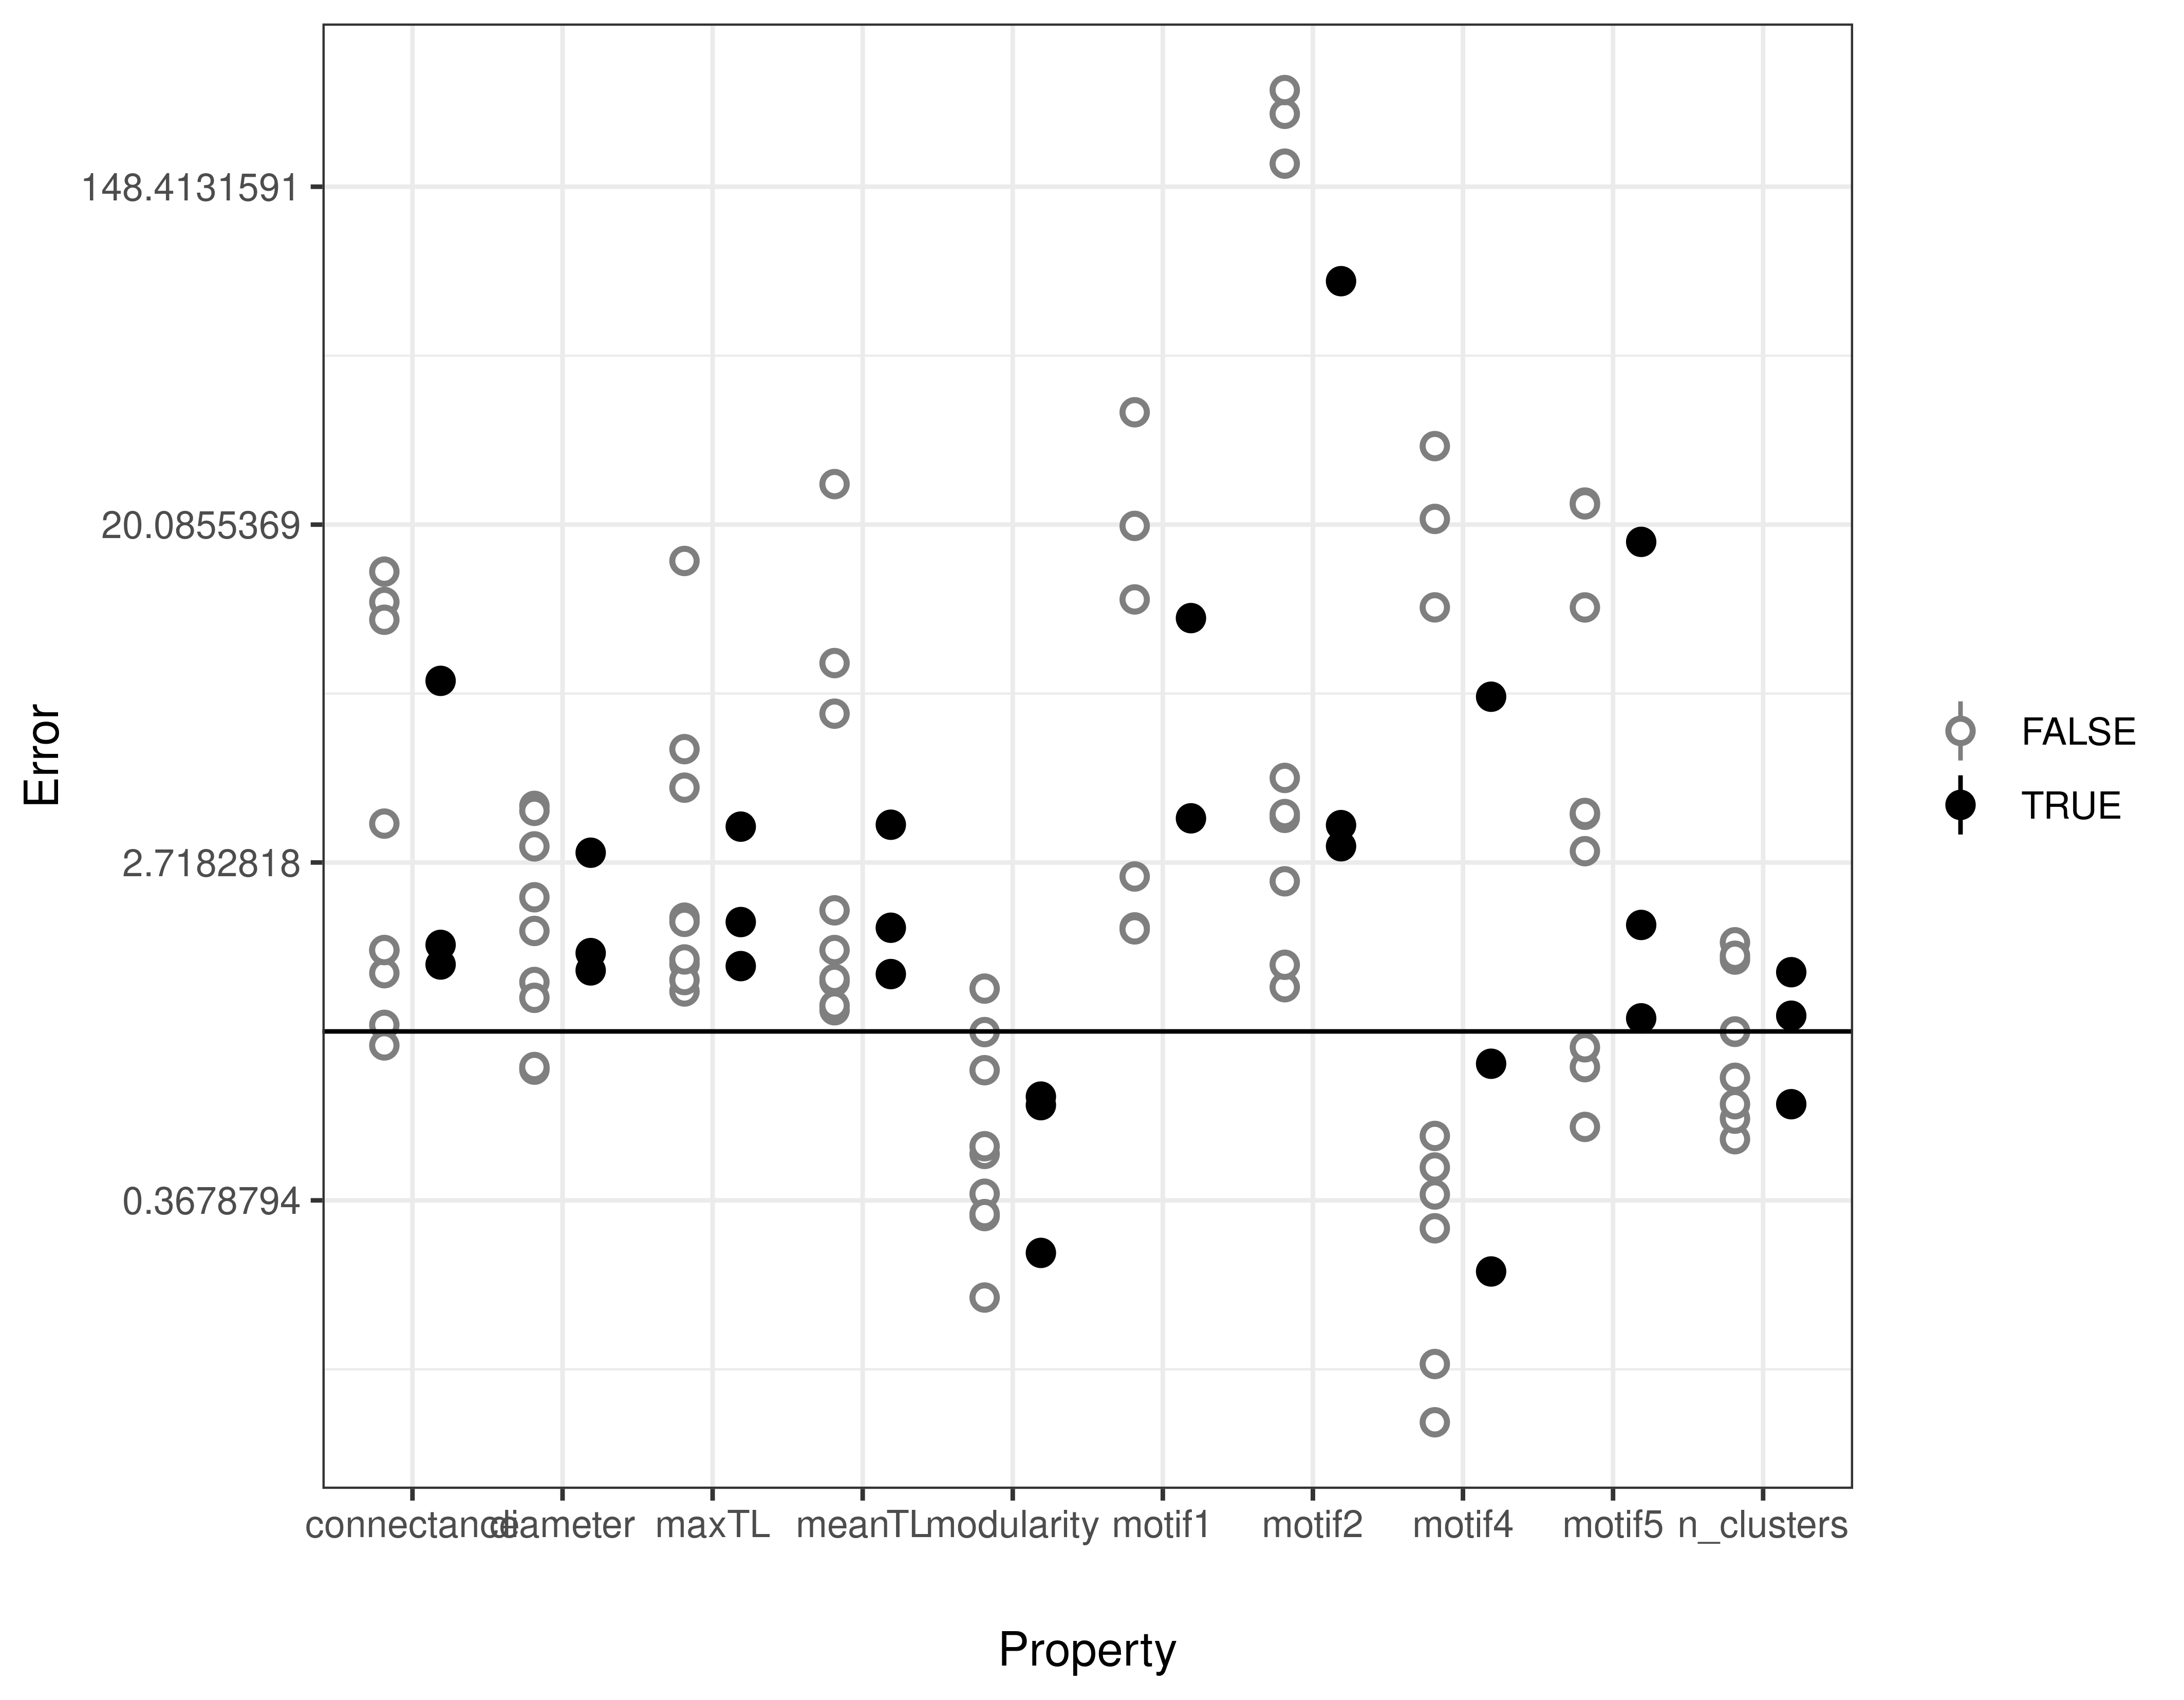 148.4131591
20.0855369
2.7182818
0.3678794
Error
connectance diameter maxTL meanTL modularity motif1 motif2 motif4 motif5 n_clusters
Property
FALSE
TRUE